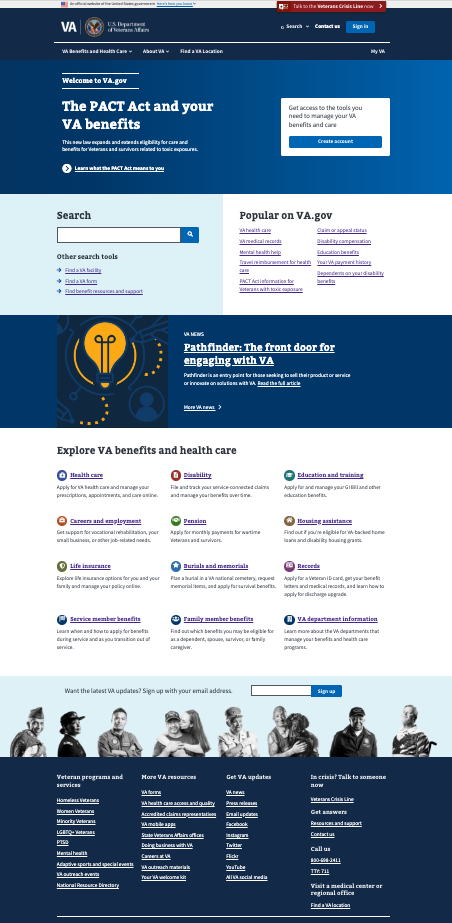 An official website of the United States government. Here's how you know
Talk to the Veterans Crisis Line now
VA
U.S. Department
of Veterans Affairs
Search
Contact us
Sign in
VA Benefits and Health Care
About VA
Find a VA Location
My VA
Welcome to VA.gov
The PACT Act and your
VA benefits
This new law expands and extends eligibility for care and
benefits for Veterans and survivors related to toxic exposures.
Learn what the PACT Act means to you
Get access to the tools you
need to manage your VA
benefits and care
Create account
Search
Other search tools
Find a VA facility
Find a VA form
Find benefit resources and support
Popular on VA.gov
VA health care
VA medical records
Mental health help
Travel reimbursement for health
care
PACT Act information for
Veterans with toxic exposure
Claim or appeal status
Disability compensation
Education benefits
Your VA payment history
Dependents on your disability
benefits
VA NEWS
Pathfinder: The front door for
engaging with VA
Pathfinder is an entry point for those seeking to sell their product or service
or innovate on solutions with VA. Read the full article
More VA news
Explore VA benefits and health care
Health care
Apply for VA health care and manage your
prescriptions, appointments, and care online.
Disability
File and track your service-connected claims
and manage your benefits over time.
Education and training
Apply for and manage your GI Bill and other
education benefits.
Careers and employment
Get support for vocational rehabilitation, your
small business, or other job-related needs.
Pension
Apply for monthly payments for wartime
Veterans and survivors.
Housing assistance
Find out if you're eligible for VA-backed home
loans and disability housing grants.
Life insurance
Explore life insurance options for you and your
family and manage your policy online.
Burials and memorials
Plan a burial in a VA national cemetery, request
memorial items, and apply for survival benefits.
Records
Apply for a Veteran ID card, get your benefit
letters and medical records, and learn how to
apply for discharge upgrade.
Service member benefits
Learn when and how to apply for benefits
during service and as you transition out of
service.
Family member benefits
Find out which benefits you may be eligible for
as a dependent, spouse, survivor, or family
caregiver.
VA department information
Learn more about the VA departments that
manage your benefits and health care
programs.
Want the latest VA updates? Sign up with your email address.
Sign up
Veteran programs and
services
Homeless Veterans
Women Veterans
Minority Veterans
LGBTQ+ Veterans
PTSD
Mental health
Adaptive sports and special events
VA outreach events
National Resource Directory
More VA resources
VA forms
VA health care access and quality
Accredited claims representatives
VA mobile apps
State Veterans Affairs offices
Doing business with VA
Careers at VA
VA outreach materials
Your VA welcome kit
Get VA updates
VA news
Press releases
Email updates
Facebook
Instagram
Twitter
Flickr
YouTube
All VA social media
In crisis? Talk to someone
now
Veterans Crisis Line
Get answers
Resources and support
Contact us
Call us
800-698-2411
TTY: 711
Visit a medical center or
regional office
Find a VA location